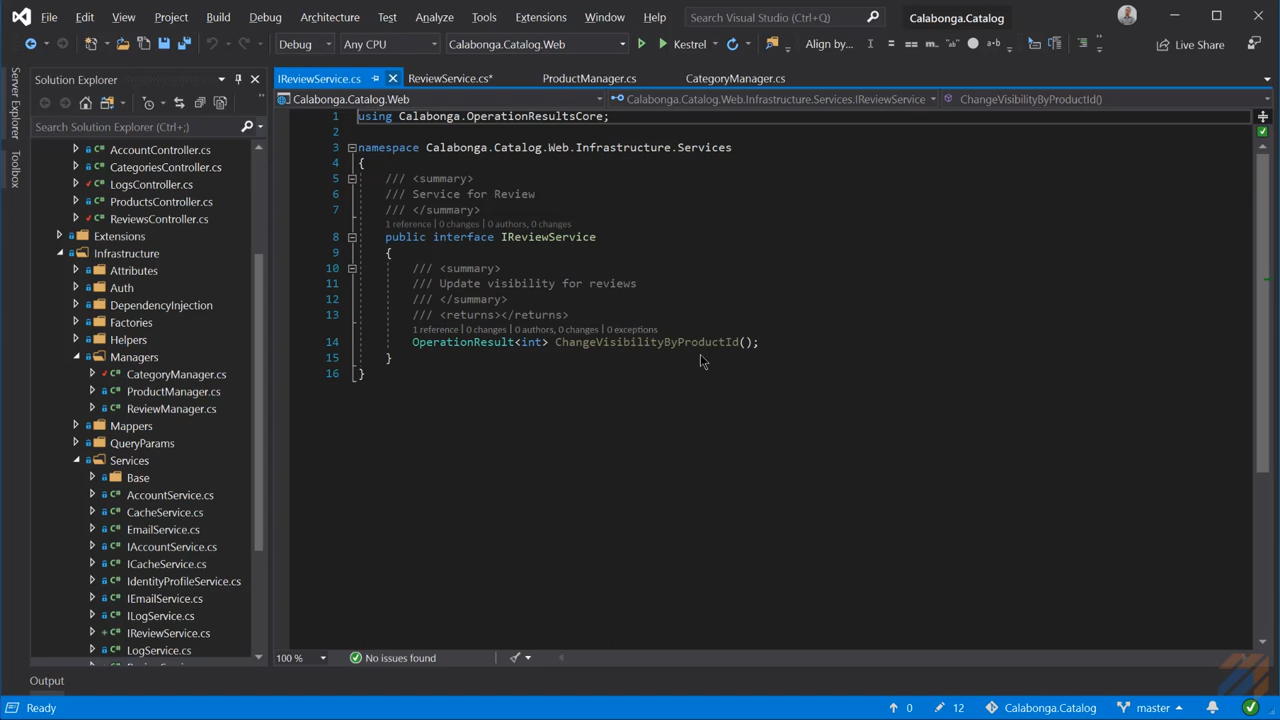 File Edit View Project Build Debug Architecture Test Analyze Tools Extensions Window Help Search Visual Studio (Ctrl+Q) Calabonga.Catalog
Debug Any CPU Calabonga.Catalog.Web Kestrel Align by... Live Share
Server Explorer
Toolbox
Solution Explorer
Search Solution Explorer (Ctrl+;)
AccountController.cs
CategoriesController.cs
LogsController.cs
ProductsController.cs
ReviewsController.cs
Extensions
Infrastructure
Attributes
Auth
DependencyInjection
Factories
Helpers
Managers
CategoryManager.cs
ProductManager.cs
ReviewManager.cs
Mappers
QueryParams
Services
Base
AccountService.cs
CacheService.cs
EmailService.cs
IAccountService.cs
ICacheService.cs
IdentityProfileService.cs
IEmailService.cs
ILogService.cs
IReviewService.cs
LogService.cs
IReviewService.cs ReviewService.cs* ProductManager.cs CategoryManager.cs
Calabonga.Catalog.Web Calabonga.Catalog.Web.Infrastructure.Services.IReviewService ChangeVisibilityByProductId()
1 using Calabonga.OperationResultsCore;
2
3 namespace Calabonga.Catalog.Web.Infrastructure.Services
4 {
5 /// <summary>
6 /// Service for Review
7 /// </summary>
1 reference | 0 changes | 0 authors, 0 changes
8 public interface IReviewService
9 {
10 /// <summary>
11 /// Update visibility for reviews
12 /// </summary>
13 /// <returns></returns>
1 reference | 0 changes | 0 authors, 0 changes | 0 exceptions
14 OperationResult<int> ChangeVisibilityByProductId();
15 }
16 }
100 % No issues found
Output
Ready 0 12 Calabonga.Catalog master